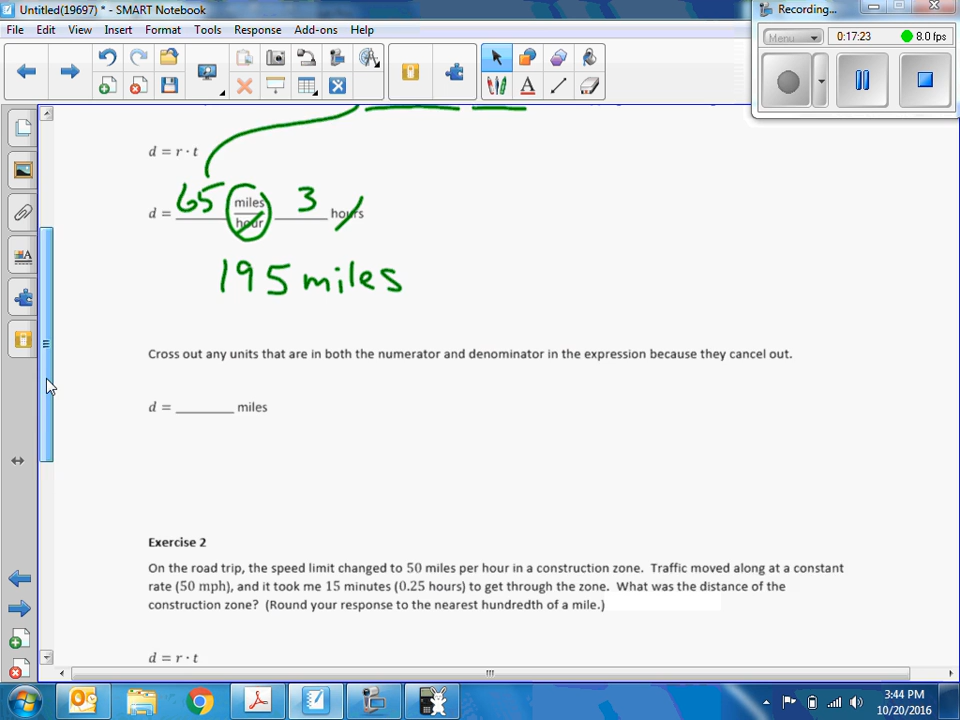 Untitled(19697) * - SMART Notebook
Recording...
File Edit View Insert Format Tools Response Add-ons Help
Menu 0:17:23 8.0 fps
d = r · t
d = 65 miles/hour 3 hours
195 miles
Cross out any units that are in both the numerator and denominator in the expression because they cancel out.
d = ________ miles
Exercise 2
On the road trip, the speed limit changed to 50 miles per hour in a construction zone. Traffic moved along at a constant
rate (50 mph), and it took me 15 minutes (0.25 hours) to get through the zone. What was the distance of the
construction zone? (Round your response to the nearest hundredth of a mile.)
d = r · t
3:44 PM
10/20/2016